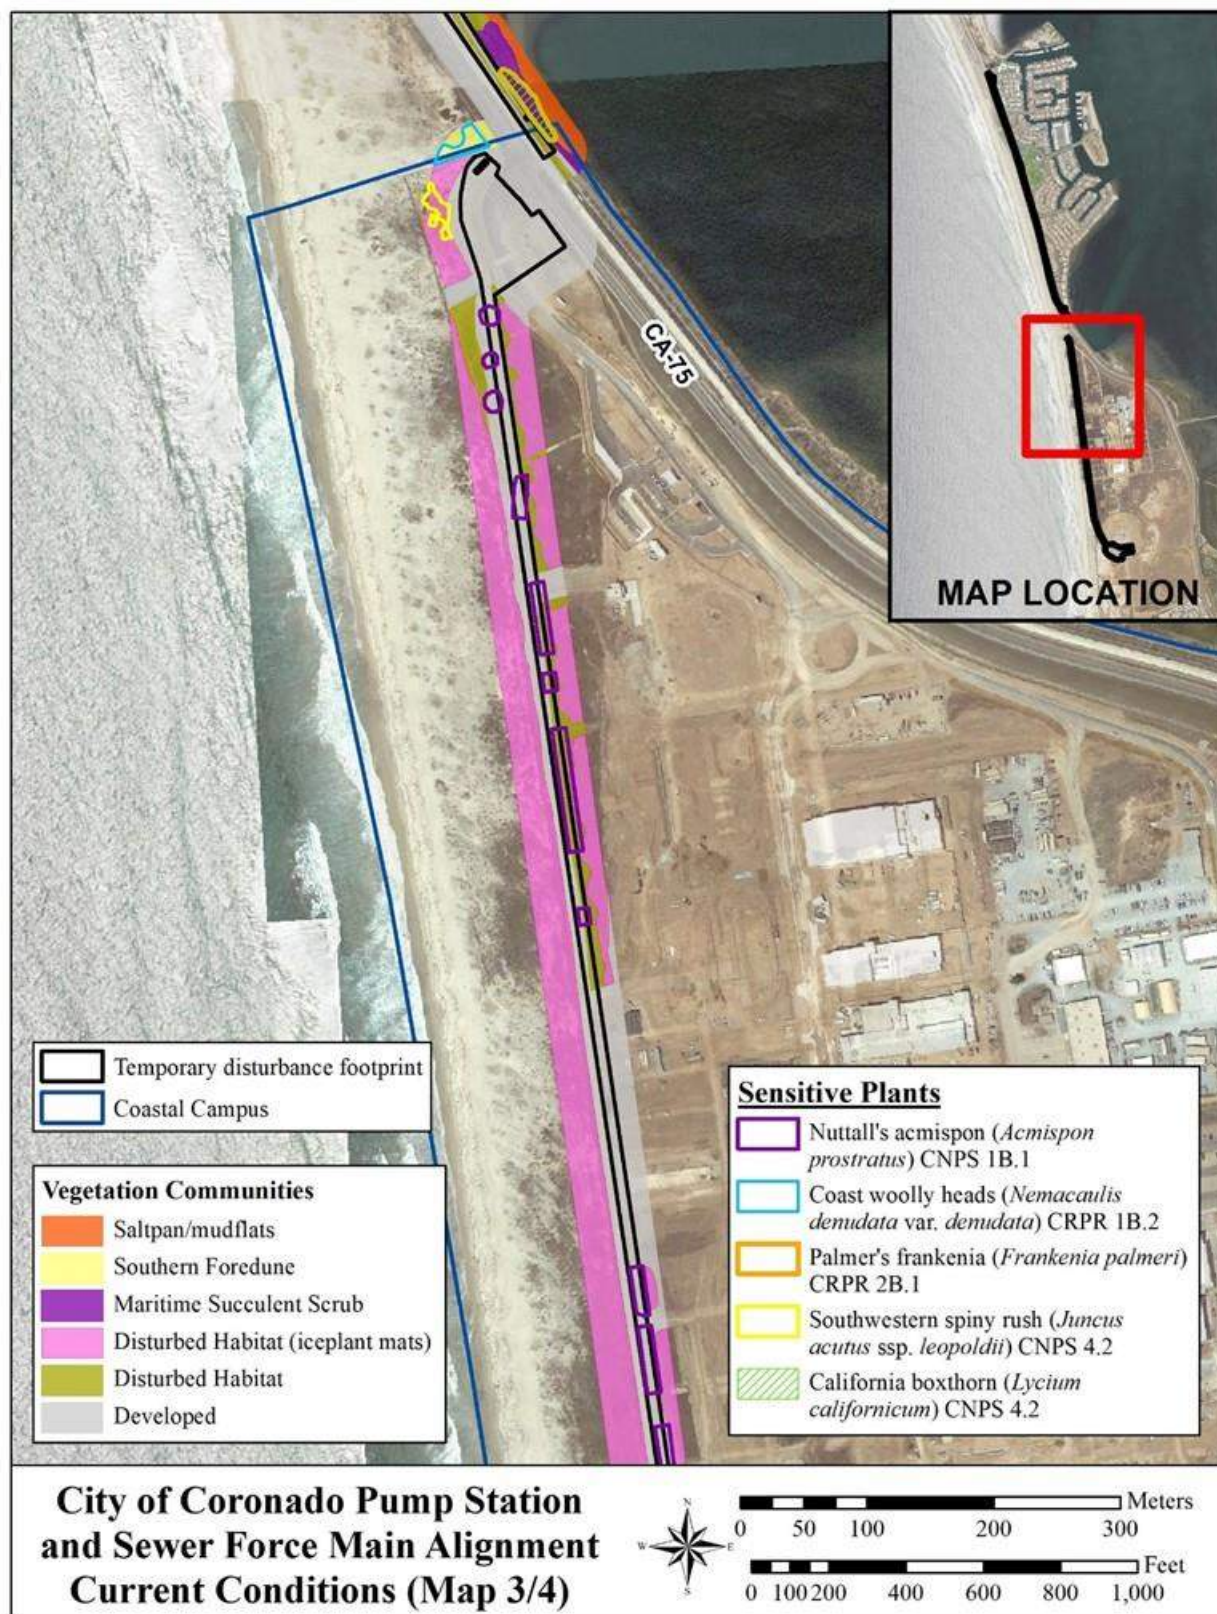 CA-75
MAP LOCATION
Temporary disturbance footprint
Coastal Campus
Vegetation Communities
Saltpan/mudflats
Southern Foredune
Maritime Succulent Scrub
Disturbed Habitat (iceplant mats)
Disturbed Habitat
Developed
Sensitive Plants
Nuttall's acmispon (Acmispon
prostratus) CNPS 1B.1
Coast woolly heads (Nemacaulis
denudata var. denudata) CRPR 1B.2
Palmer's frankenia (Frankenia palmeri)
CRPR 2B.1
Southwestern spiny rush (Juncus
acutus ssp. leopoldii) CNPS 4.2
California boxthorn (Lycium
californicum) CNPS 4.2
City of Coronado Pump Station
and Sewer Force Main Alignment
Current Conditions (Map 3/4)
N
W E
S
Meters
0 50 100 200 300
Feet
0 100 200 400 600 800 1,000